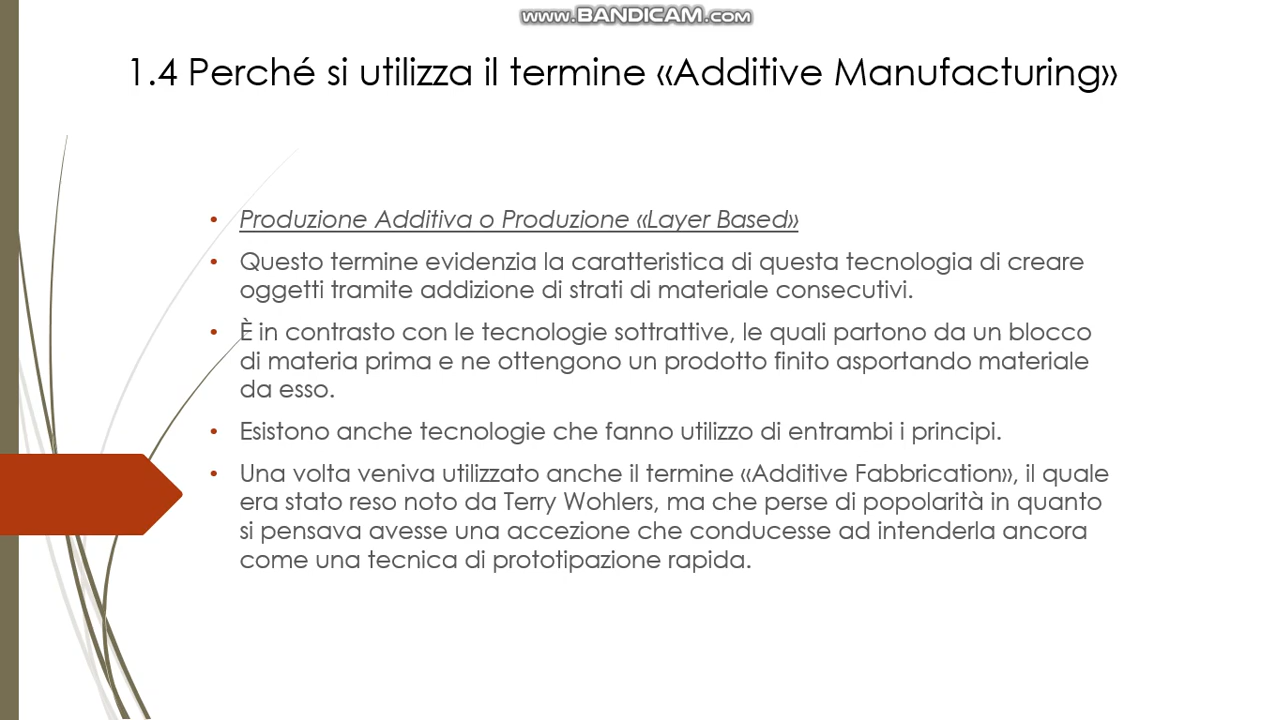 www.BANDICAM.com
1.4 Perché si utilizza il termine «Additive Manufacturing»
• Produzione Additiva o Produzione «Layer Based»
• Questo termine evidenzia la caratteristica di questa tecnologia di creare
oggetti tramite addizione di strati di materiale consecutivi.
• È in contrasto con le tecnologie sottrattive, le quali partono da un blocco
di materia prima e ne ottengono un prodotto finito asportando materiale
da esso.
• Esistono anche tecnologie che fanno utilizzo di entrambi i principi.
• Una volta veniva utilizzato anche il termine «Additive Fabbrication», il quale
era stato reso noto da Terry Wohlers, ma che perse di popolarità in quanto
si pensava avesse una accezione che conducesse ad intenderla ancora
come una tecnica di prototipazione rapida.